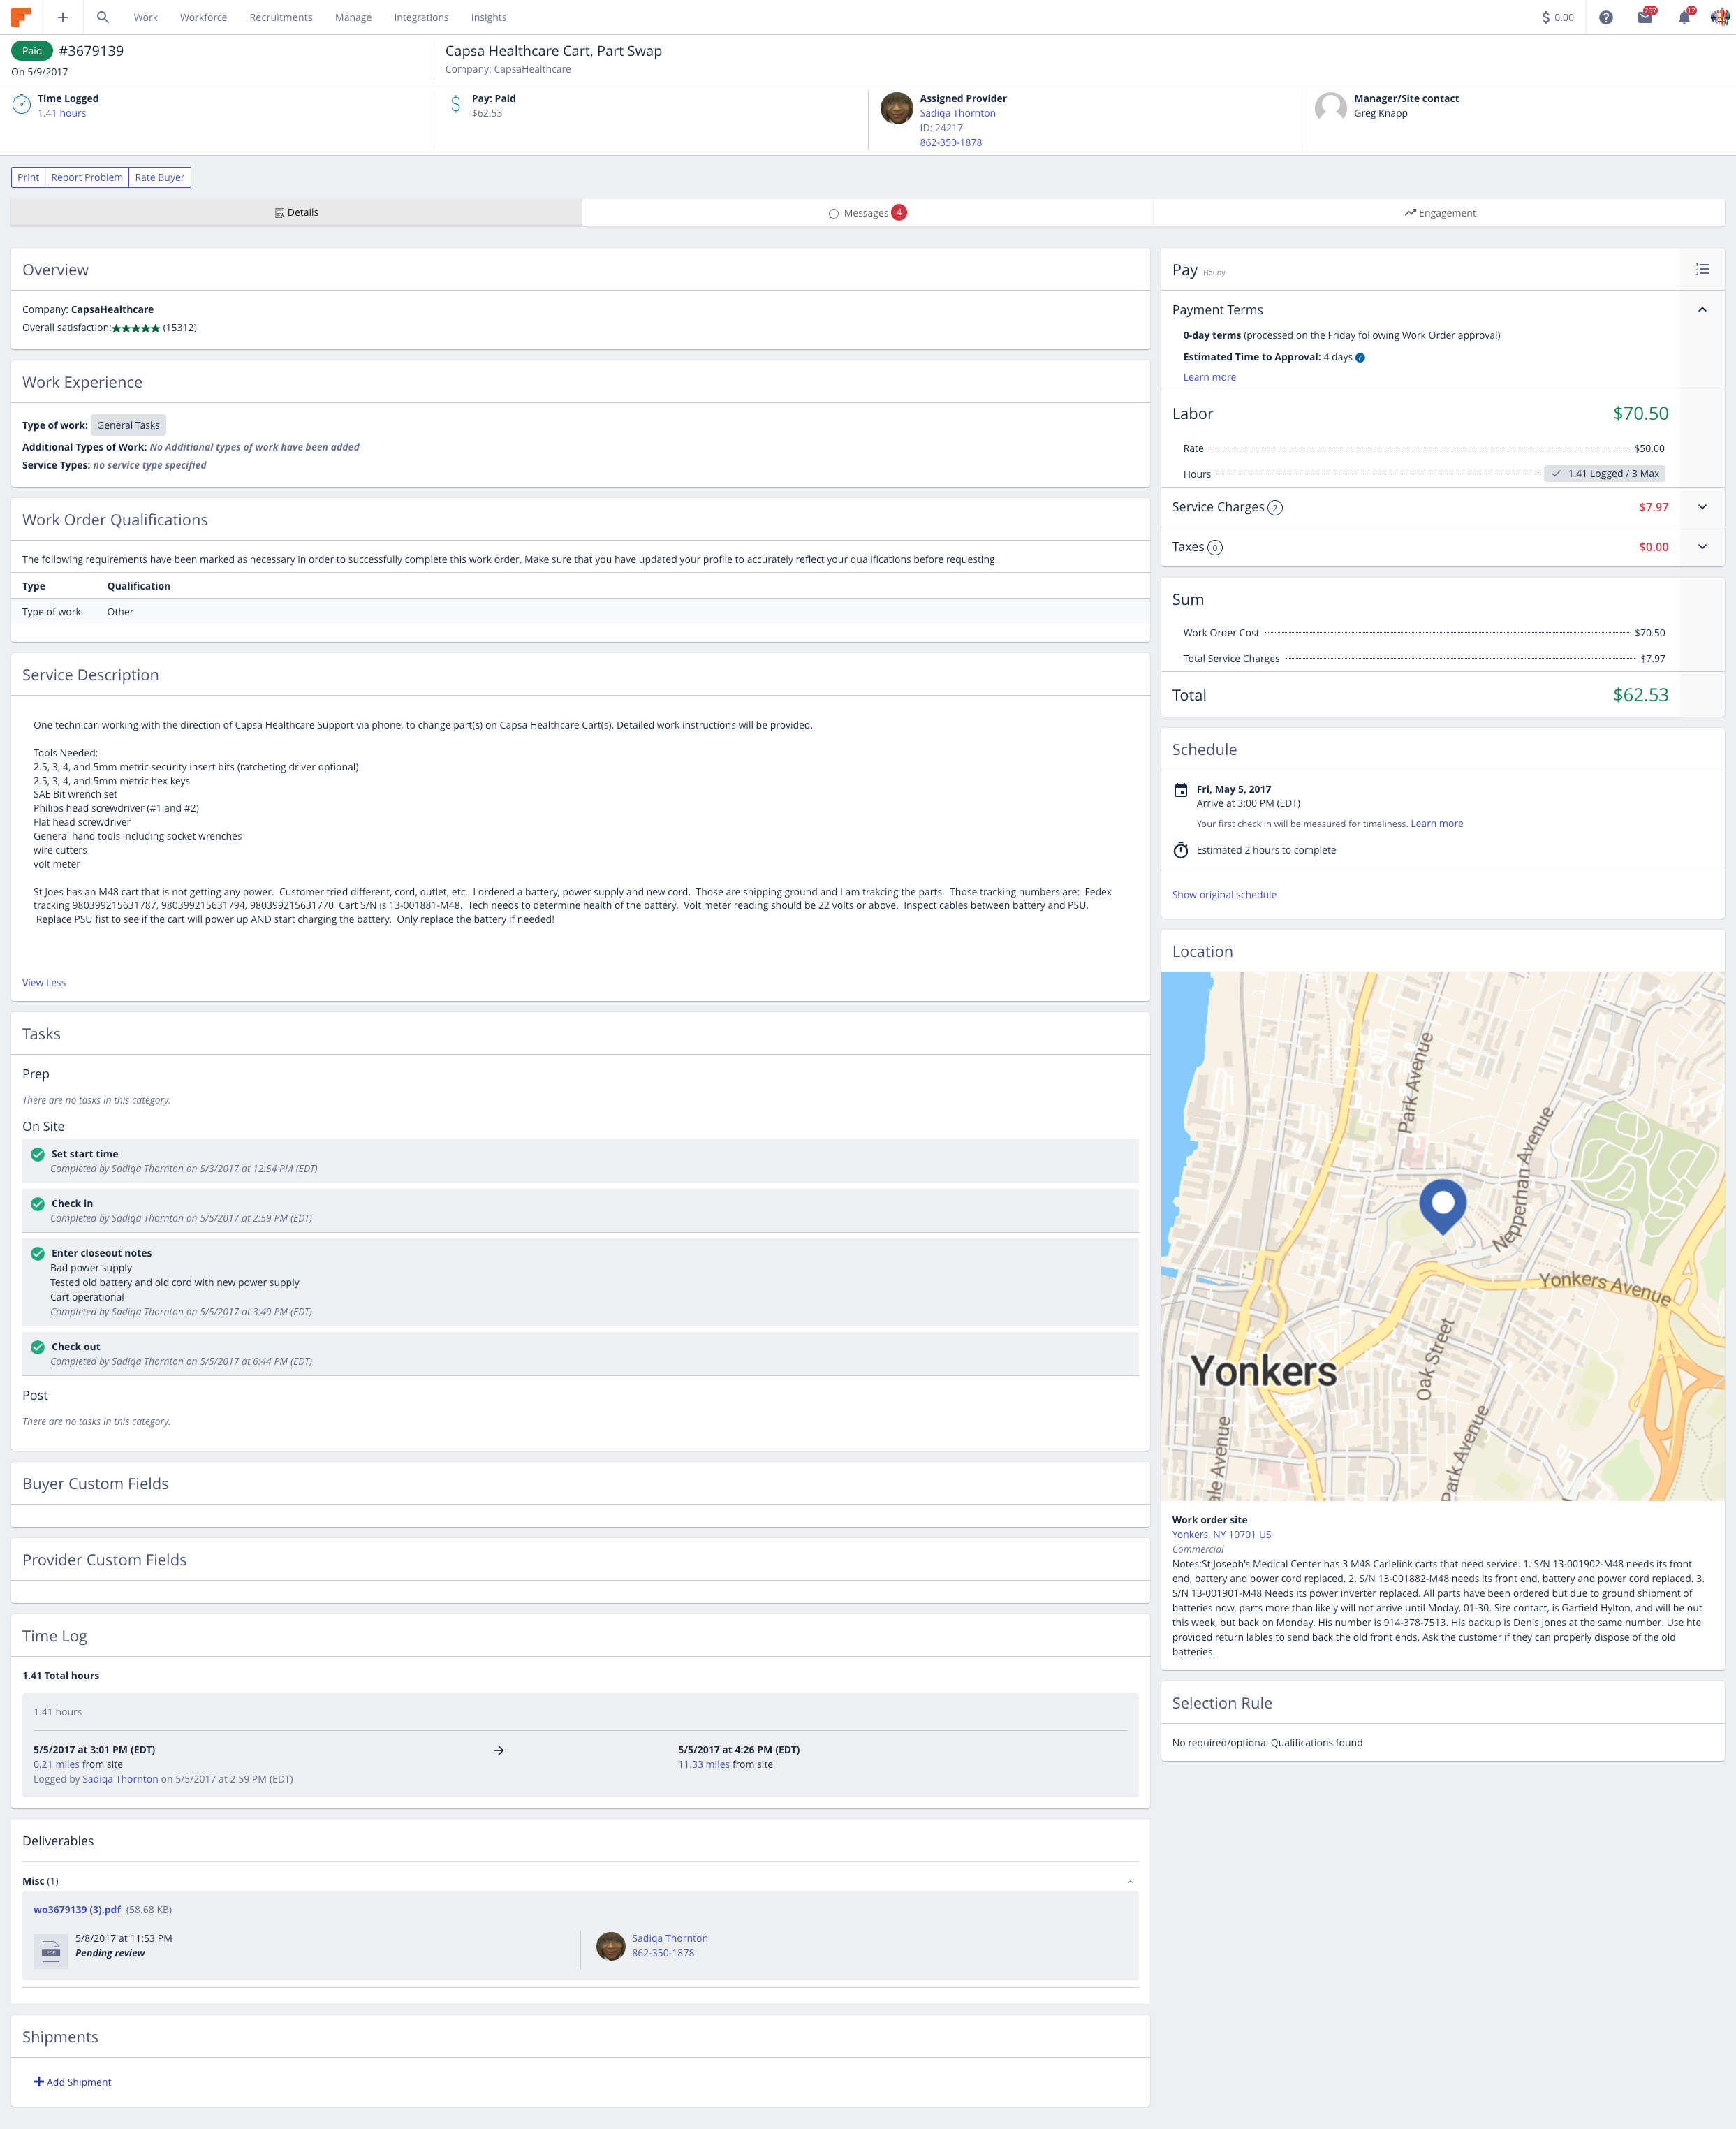 Work Workforce Recruitments Manage Integrations Insights
0.00
267
12
Paid #3679139
On 5/9/2017
Capsa Healthcare Cart, Part Swap
Company: CapsaHealthcare
Time Logged
1.41 hours
Pay: Paid
$62.53
Assigned Provider
Sadiqa Thornton
ID: 24217
862-350-1878
Manager/Site contact
Greg Knapp
Print Report Problem Rate Buyer
Details
Messages 4
Engagement
Overview
Company: CapsaHealthcare
Overall satisfaction:★★★★★ (15312)
Work Experience
Type of work: General Tasks
Additional Types of Work: No Additional types of work have been added
Service Types: no service type specified
Work Order Qualifications
The following requirements have been marked as necessary in order to successfully complete this work order. Make sure that you have updated your profile to accurately reflect your qualifications before requesting.
Type Qualification
Type of work Other
Service Description
One technican working with the direction of Capsa Healthcare Support via phone, to change part(s) on Capsa Healthcare Cart(s). Detailed work instructions will be provided.
Tools Needed:
2.5, 3, 4, and 5mm metric security insert bits (ratcheting driver optional)
2.5, 3, 4, and 5mm metric hex keys
SAE Bit wrench set
Philips head screwdriver (#1 and #2)
Flat head screwdriver
General hand tools including socket wrenches
wire cutters
volt meter
St Joes has an M48 cart that is not getting any power. Customer tried different, cord, outlet, etc. I ordered a battery, power supply and new cord. Those are shipping ground and I am trakcing the parts. Those tracking numbers are: Fedex
tracking 980399215631787, 980399215631794, 980399215631770 Cart S/N is 13-001881-M48. Tech needs to determine health of the battery. Volt meter reading should be 22 volts or above. Inspect cables between battery and PSU.
Replace PSU fist to see if the cart will power up AND start charging the battery. Only replace the battery if needed!
View Less
Tasks
Prep
There are no tasks in this category.
On Site
Set start time
Completed by Sadiqa Thornton on 5/3/2017 at 12:54 PM (EDT)
Check in
Completed by Sadiqa Thornton on 5/5/2017 at 2:59 PM (EDT)
Enter closeout notes
Bad power supply
Tested old battery and old cord with new power supply
Cart operational
Completed by Sadiqa Thornton on 5/5/2017 at 3:49 PM (EDT)
Check out
Completed by Sadiqa Thornton on 5/5/2017 at 6:44 PM (EDT)
Post
There are no tasks in this category.
Buyer Custom Fields
Provider Custom Fields
Time Log
1.41 Total hours
1.41 hours
5/5/2017 at 3:01 PM (EDT)
0.21 miles from site
Logged by Sadiqa Thornton on 5/5/2017 at 2:59 PM (EDT)
5/5/2017 at 4:26 PM (EDT)
11.33 miles from site
Deliverables
Misc (1)
wo3679139 (3).pdf (58.68 KB)
PDF
5/8/2017 at 11:53 PM
Pending review
Sadiqa Thornton
862-350-1878
Shipments
Add Shipment
Pay Hourly
Payment Terms
0-day terms (processed on the Friday following Work Order approval)
Estimated Time to Approval: 4 days
Learn more
Labor $70.50
Rate $50.00
Hours 1.41 Logged / 3 Max
Service Charges 2 $7.97
Taxes 0 $0.00
Sum
Work Order Cost $70.50
Total Service Charges $7.97
Total $62.53
Schedule
Fri, May 5, 2017
Arrive at 3:00 PM (EDT)
Your first check in will be measured for timeliness. Learn more
Estimated 2 hours to complete
Show original schedule
Location
Park Avenue
Nepperhan Avenue
Yonkers Avenue
Oak Street
Yonkers
Park Avenue
ale Avenue
Work order site
Yonkers, NY 10701 US
Commercial
Notes:St Joseph's Medical Center has 3 M48 Carlelink carts that need service. 1. S/N 13-001902-M48 needs its front
end, battery and power cord replaced. 2. S/N 13-001882-M48 needs its front end, battery and power cord replaced. 3.
S/N 13-001901-M48 Needs its power inverter replaced. All parts have been ordered but due to ground shipment of
batteries now, parts more than likely will not arrive until Moday, 01-30. Site contact, is Garfield Hylton, and will be out
this week, but back on Monday. His number is 914-378-7513. His backup is Denis Jones at the same number. Use hte
provided return lables to send back the old front ends. Ask the customer if they can properly dispose of the old
batteries.
Selection Rule
No required/optional Qualifications found